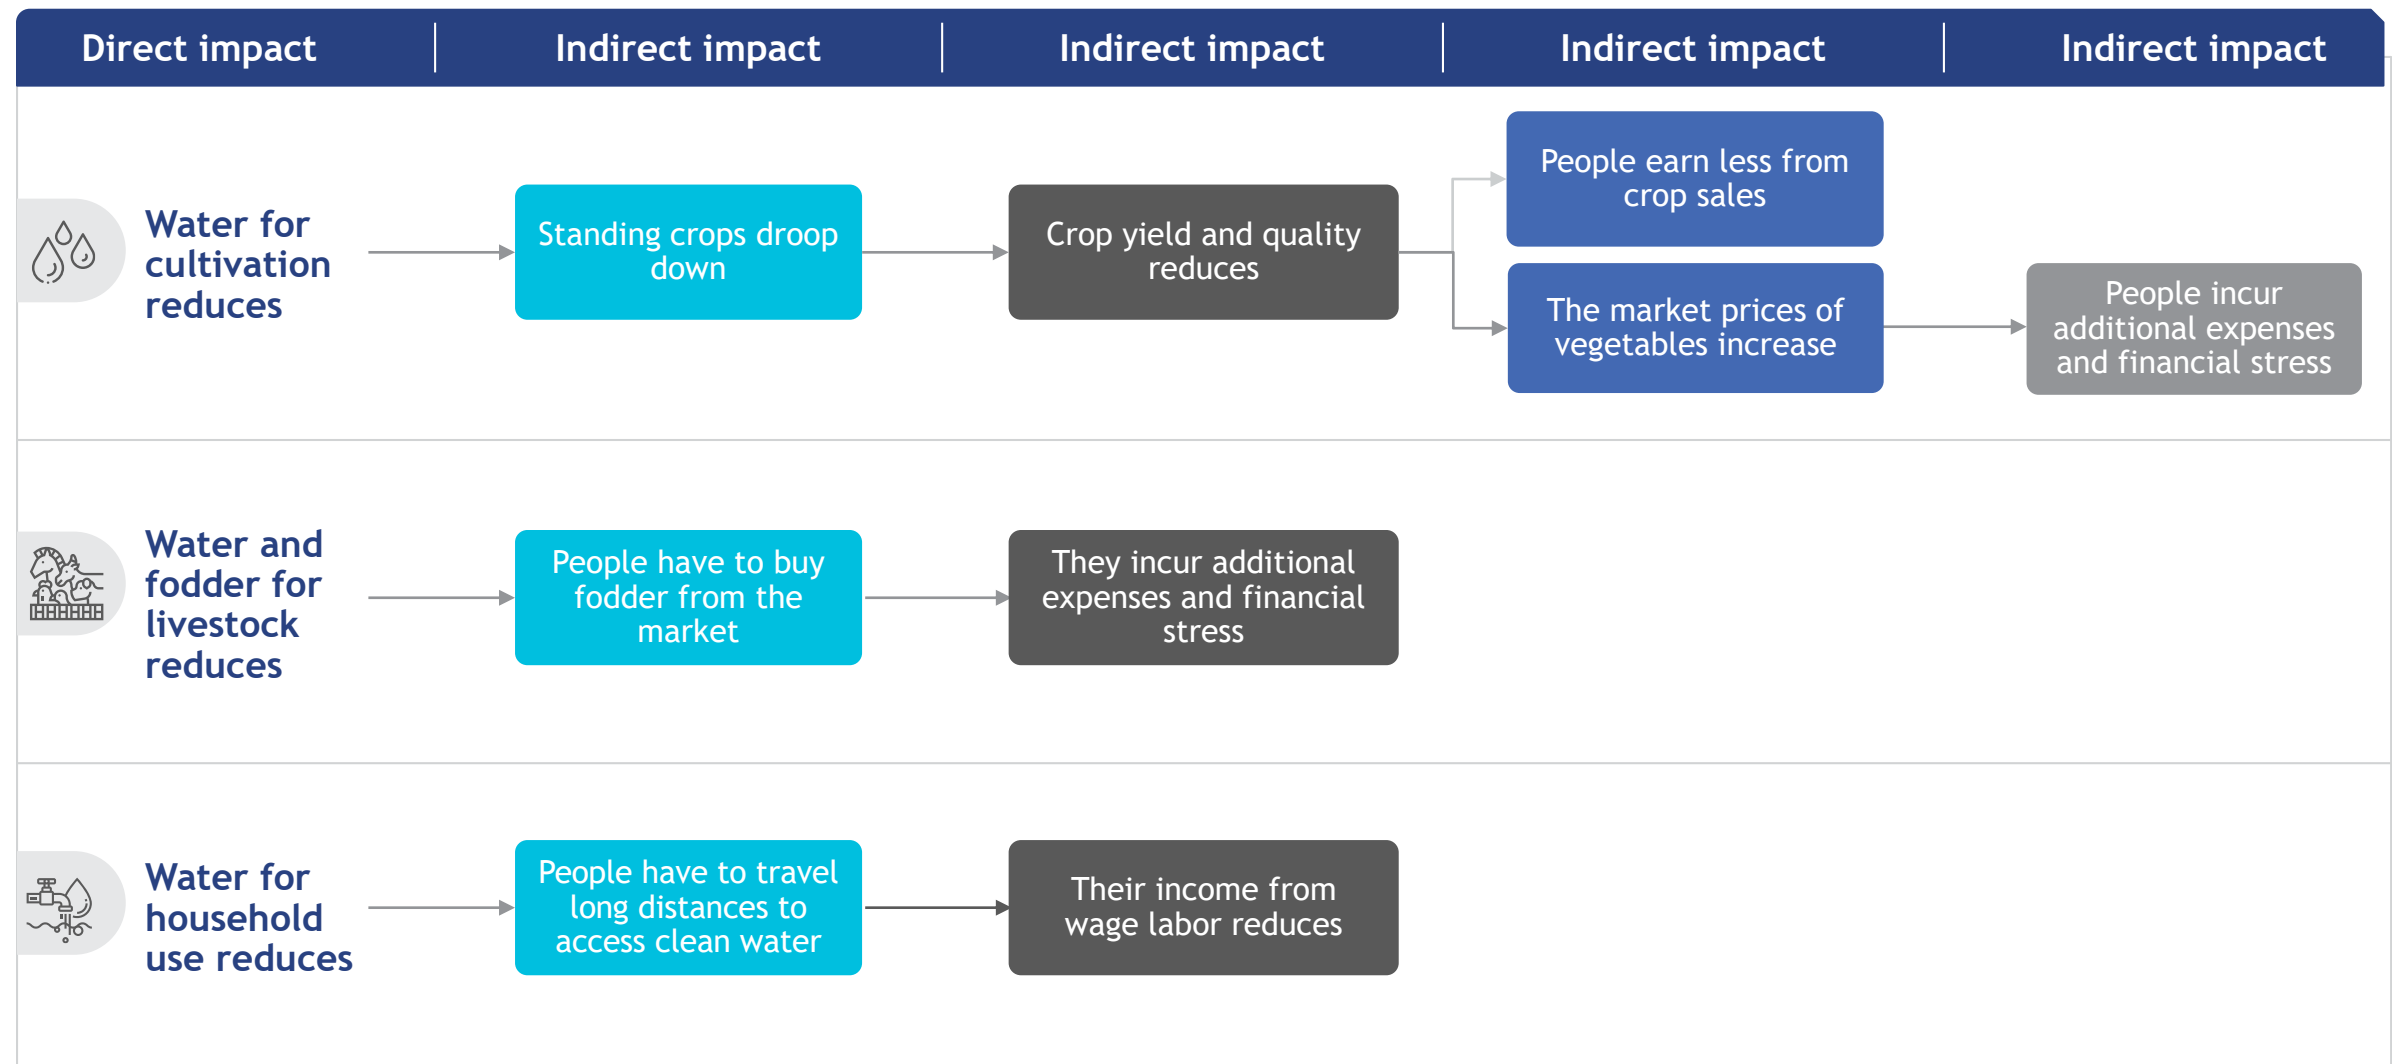 Direct impact
Indirect impact
Indirect impact
Indirect impact
Indirect impact
Water for
cultivation
reduces
Standing crops droop
down
Crop yield and quality
reduces
People earn less from
crop sales
The market prices of
vegetables increase
People incur
additional expenses
and financial stress
Water and
fodder for
livestock
reduces
People have to buy
fodder from the
market
They incur additional
expenses and financial
stress
Water for
household
use reduces
People have to travel
long distances to
access clean water
Their income from
wage labor reduces